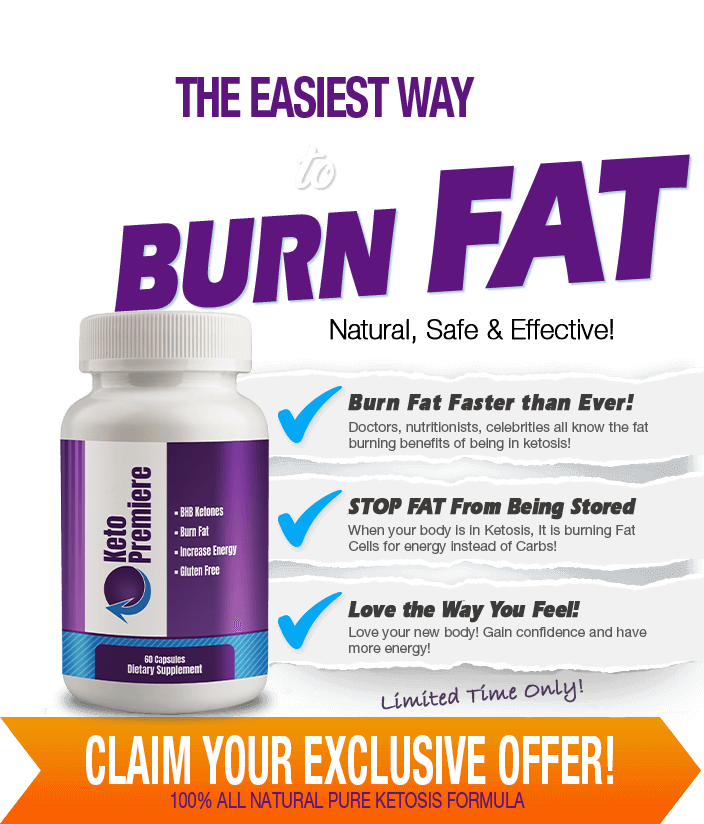 THE EASIEST WAY
to
BURN FAT
Natural, Safe & Effective!
Burn Fat Faster than Ever!
Doctors, nutritionists, celebrities all know the fat
burning benefits of being in ketosis!
STOP FAT From Being Stored
When your body is in Ketosis, It is burning Fat
Cells for energy instead of Carbs!
Love the Way You Feel!
Love your new body! Gain confidence and have
more energy!
Keto
Premiere
▪ BHB Ketones
▪ Burn Fat
▪ Increase Energy
▪ Gluten Free
60 Capsules
Dietary Supplement
Limited Time Only!
CLAIM YOUR EXCLUSIVE OFFER!
100% ALL NATURAL PURE KETOSIS FORMULA